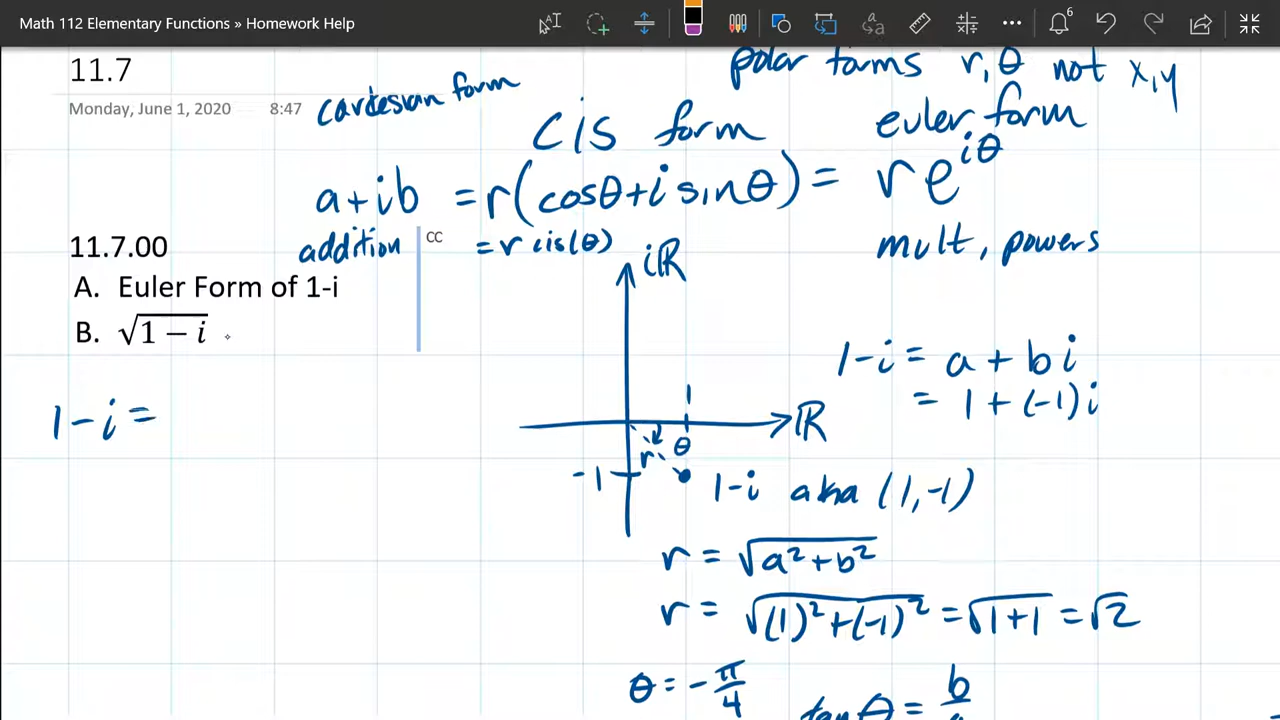 Math 112 Elementary Functions » Homework Help
6
11.7
Monday, June 1, 2020 8:47
cartesian form
polar terms r, θ not x,y
cis form
euler form
a+ib = r(cosθ+i sinθ) = re^{iθ}
addition
= r cis(θ)
mult, powers
CC
11.7.00
A. Euler Form of 1-i
B. √(1 − i)
1-i =
iℝ
ℝ
1
θ
r
-1
1-i aka (1,-1)
1-i = a + bi
= 1 + (-1)i
r = √(a²+b²)
r = √((1)²+(-1)²) = √(1+1) = √2
θ = -π/4
tan θ = b/